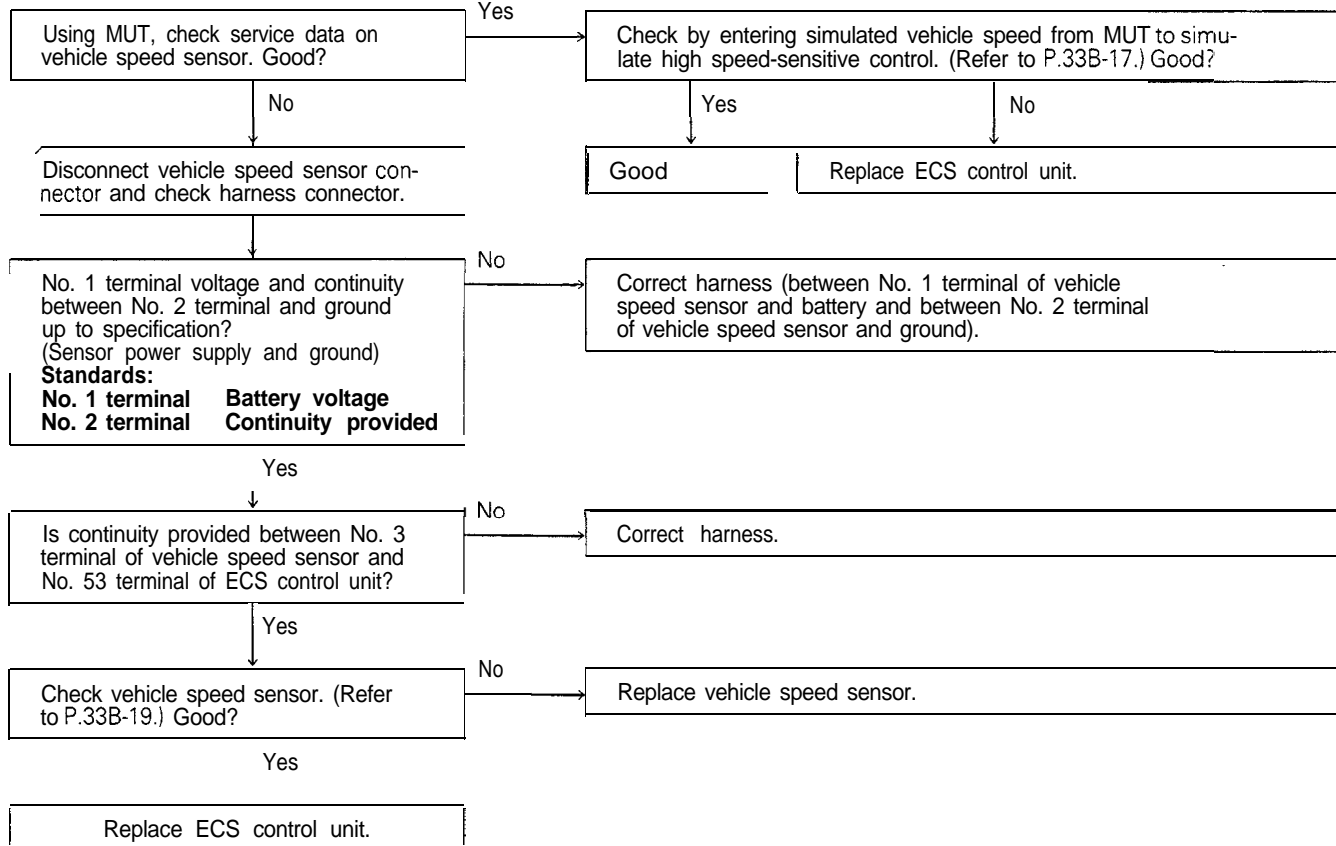 Using MUT, check service data on
vehicle speed sensor. Good?
Yes
Check by entering simulated vehicle speed from MUT to simu-
late high speed-sensitive control. (Refer to P.33B-17.) Good?
No
Yes
No
Disconnect vehicle speed sensor con-
nector and check harness connector.
Good
Replace ECS control unit.
No. 1 terminal voltage and continuity
between No. 2 terminal and ground
up to specification?
(Sensor power supply and ground)
Standards:
No. 1 terminal Battery voltage
No. 2 terminal Continuity provided
No
Correct harness (between No. 1 terminal of vehicle
speed sensor and battery and between No. 2 terminal
of vehicle speed sensor and ground).
Yes
Is continuity provided between No. 3
terminal of vehicle speed sensor and
No. 53 terminal of ECS control unit?
No
Correct harness.
Yes
Check vehicle speed sensor. (Refer
to P.33B-19.) Good?
No
Replace vehicle speed sensor.
Yes
Replace ECS control unit.